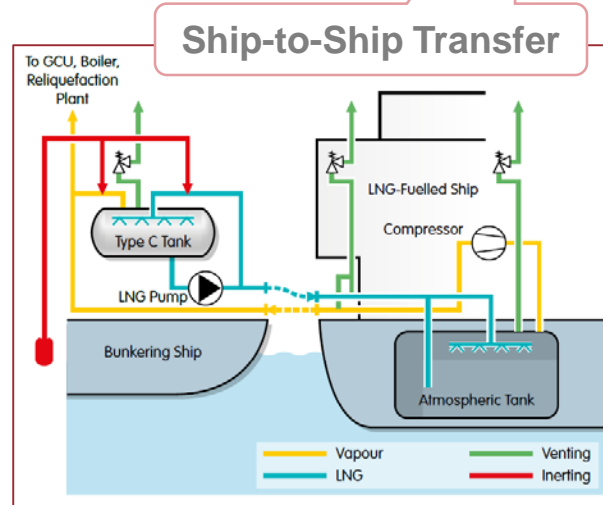 Ship-to-Ship Transfer
To GCU, Boiler,
Reliquefaction
Plant
LNG-Fuelled Ship
Compressor
Type C Tank
LNG Pump
Bunkering Ship
Atmospheric Tank
Vapour
Venting
LNG
Inerting